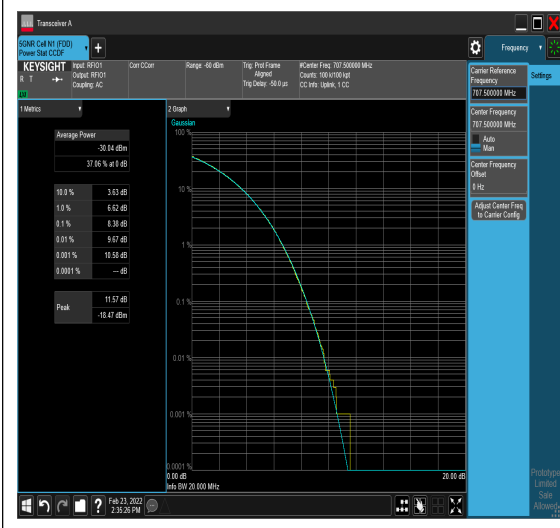 Transceiver A
5GNR Cell N1 (FDD)
Power Stat CCDF
+
Frequency
KEYSIGHT
R T
Input: RFIO1
Output: RFIO1
Coupling: AC
Corr CCorr
Range: -60 dBm
Trig: Prot Frame
Aligned
Trig Delay: -50.0 µs
#Center Freq: 707.500000 MHz
Counts: 100 k/100 kpt
CC Info: Uplink, 1 CC
1 Metrics
Average Power
-30.04 dBm
37.06 % at 0 dB
10.0 % 3.63 dB
1.0 % 6.62 dB
0.1 % 8.38 dB
0.01 % 9.67 dB
0.001 % 10.58 dB
0.0001 % --- dB
Peak
11.57 dB
-18.47 dBm
2 Graph
Gaussian
100 %
10 %
1 %
0.1 %
0.01 %
0.001 %
0.0001 %
0.00 dB
20.00 dB
Info BW 20.000 MHz
Carrier Reference
Frequency
707.500000 MHz
Center Frequency
707.500000 MHz
Auto
Man
Center Frequency
Offset
0 Hz
Adjust Center Freq
to Carrier Config
Settings
Prototype
Limited
Sale
Allowed
?
Feb 23, 2022
2:35:26 PM